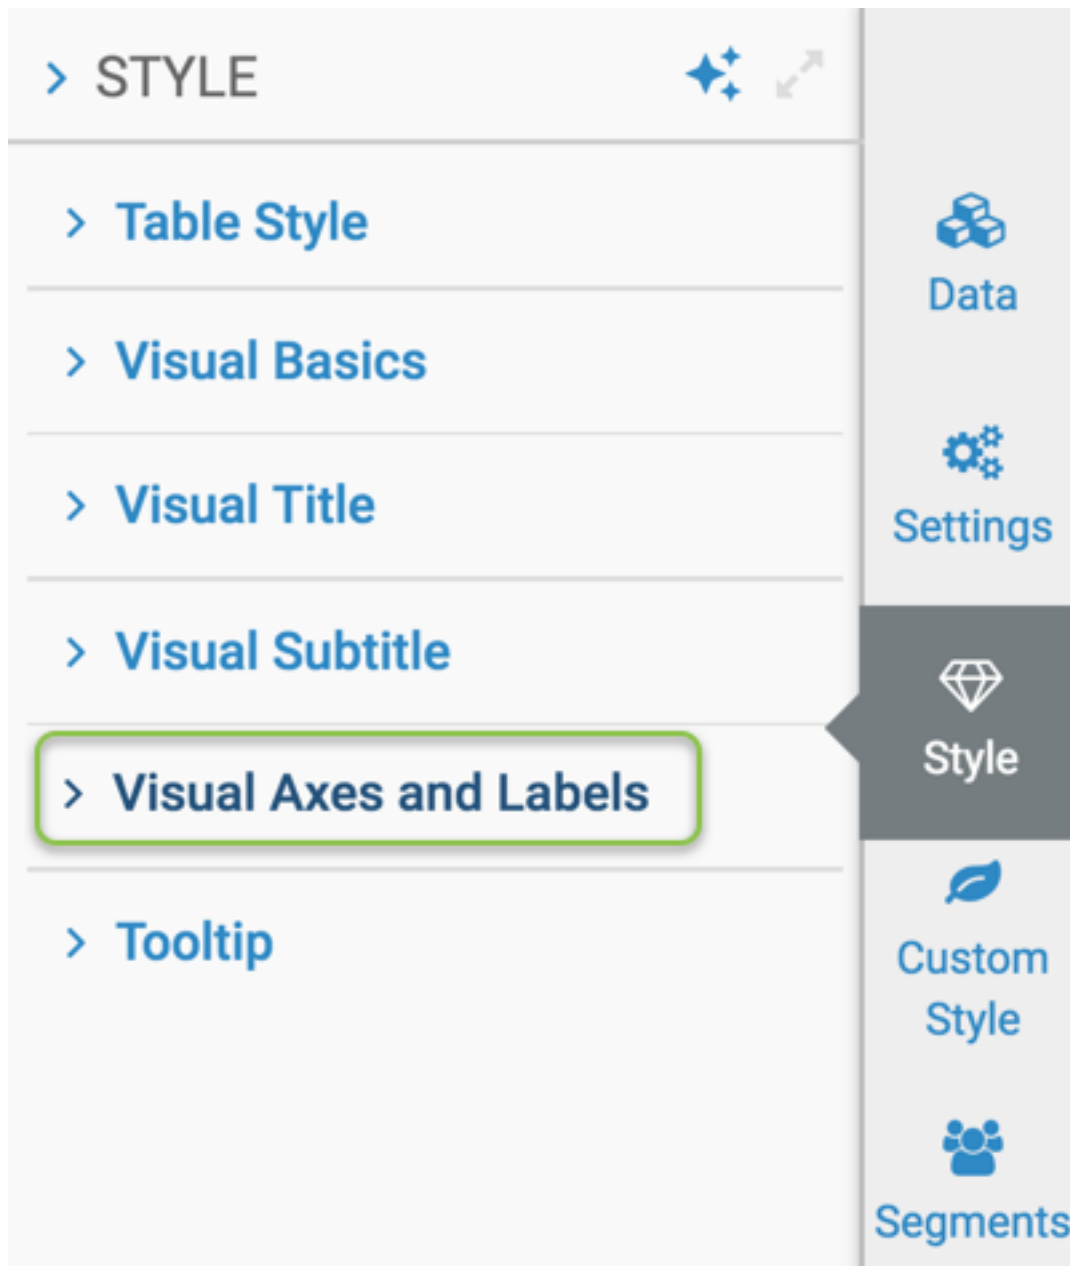 STYLE
Table Style
Visual Basics
Visual Title
Visual Subtitle
Visual Axes and Labels
Tooltip
Data
Settings
Style
Custom
Style
Segments